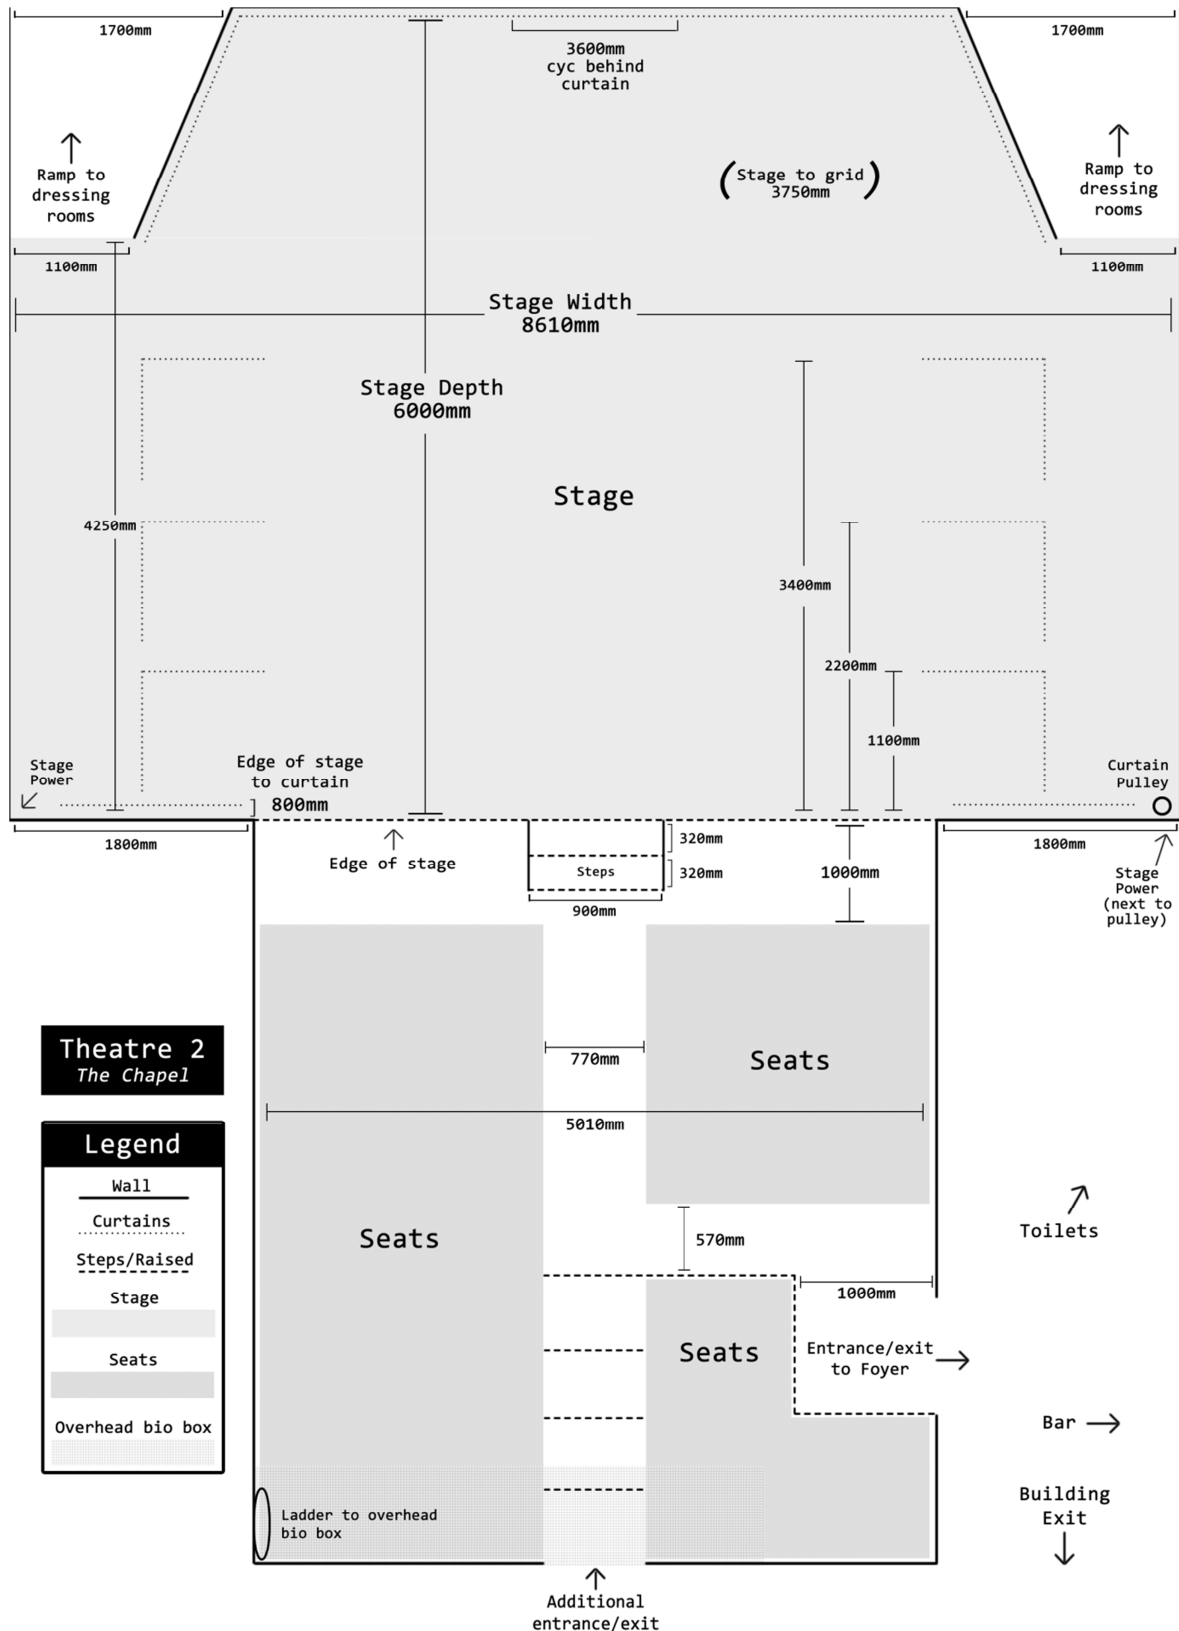 1700mm
3600mm
cyc behind
curtain
1700mm
Ramp to
dressing
rooms
(Stage to grid)
3750mm
Ramp to
dressing
rooms
1100mm
1100mm
Stage Width
8610mm
Stage Depth
6000mm
Stage
4250mm
3400mm
2200mm
1100mm
Stage
Power
Edge of stage
to curtain
800mm
Curtain
Pulley
1800mm
Edge of stage
320mm
Steps
320mm
900mm
1000mm
1800mm
Stage
Power
(next to
pulley)
Theatre 2
The Chapel
770mm
Seats
5010mm
Legend
Wall
Curtains
Steps/Raised
Stage
Seats
Overhead bio box
Seats
570mm
Toilets
1000mm
Seats
Entrance/exit
to Foyer
Bar
Building
Exit
Ladder to overhead
bio box
Additional
entrance/exit